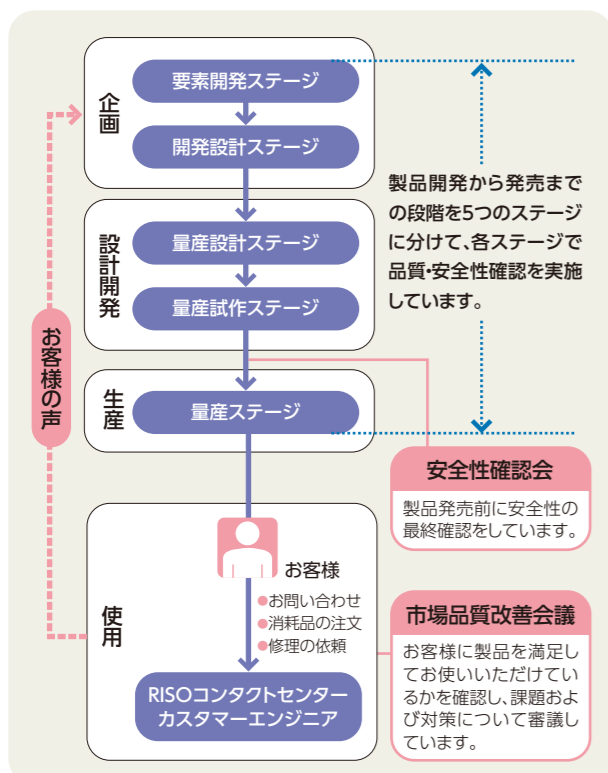 企画
要素開発ステージ
開発設計ステージ
設計開発
量産設計ステージ
量産試作ステージ
生産
量産ステージ
製品開発から発売まで
の段階を5つのステージ
に分けて、各ステージで
品質・安全性確認を実施
しています。
お客様の声
安全性確認会
製品発売前に安全性の
最終確認をしています。
使用
お客様
●お問い合わせ
●消耗品の注文
●修理の依頼
RISOコンタクトセンター
カスタマーエンジニア
市場品質改善会議
お客様に製品を満足して
お使いいただけてい
るかを確認し、課題およ
び対策について審議し
ています。